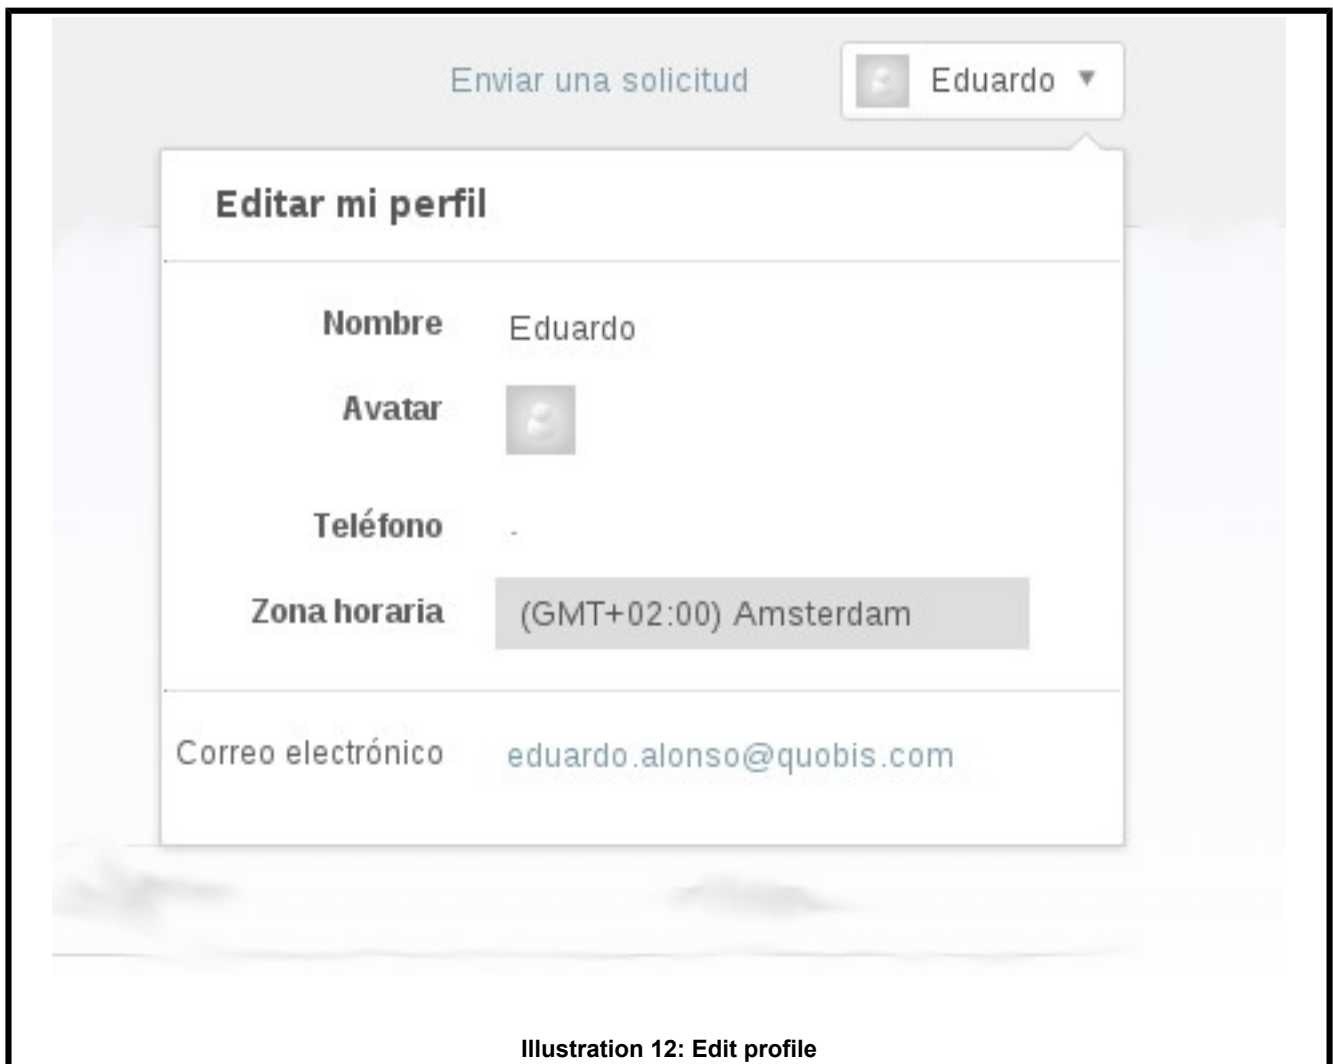 Enviar una solicitud
Eduardo
Editar mi perfil
Nombre Eduardo
Avatar
Teléfono -
Zona horaria (GMT+02:00) Amsterdam
Correo electrónico eduardo.alonso@quobis.com
Illustration 12: Edit profile